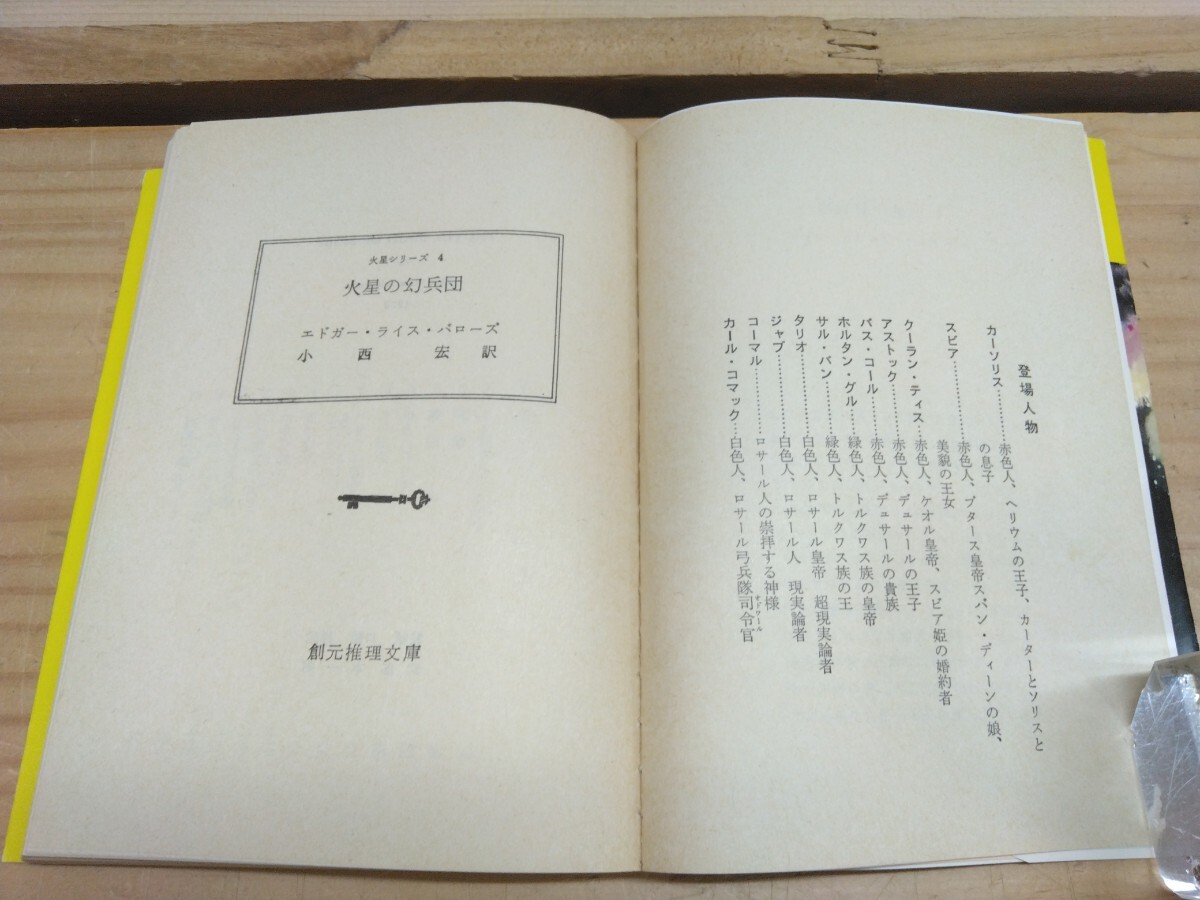 火星シリーズ 4
火星の幻兵団
エドガー・ライス・バローズ
小西 宏訳
創元推理文庫
登場人物
カーソリス…………赤色人、ヘリウムの王子、カーターとソリスと
の息子
スビア…………………赤色人、プタース皇帝スバン・ディーンの娘、
美貌の王女
クーラン・ティス…赤色人、ケオル皇帝、スビア姫の婚約者
アストック……………赤色人、デュサールの王子
バス・コール…………赤色人、デュサールの貴族
ホルタン・グル………緑色人、トルクワス族の皇帝
サル・バン……………緑色人、トルクワス族の王
タリオ…………………白色人、ロサール皇帝 超現実論者
ジャブ…………………白色人、ロサール人 現実論者
コーマル………………ロサール人の崇拝する神様
カール・コマック…白色人、ロサール弓兵隊司令官
オドワール